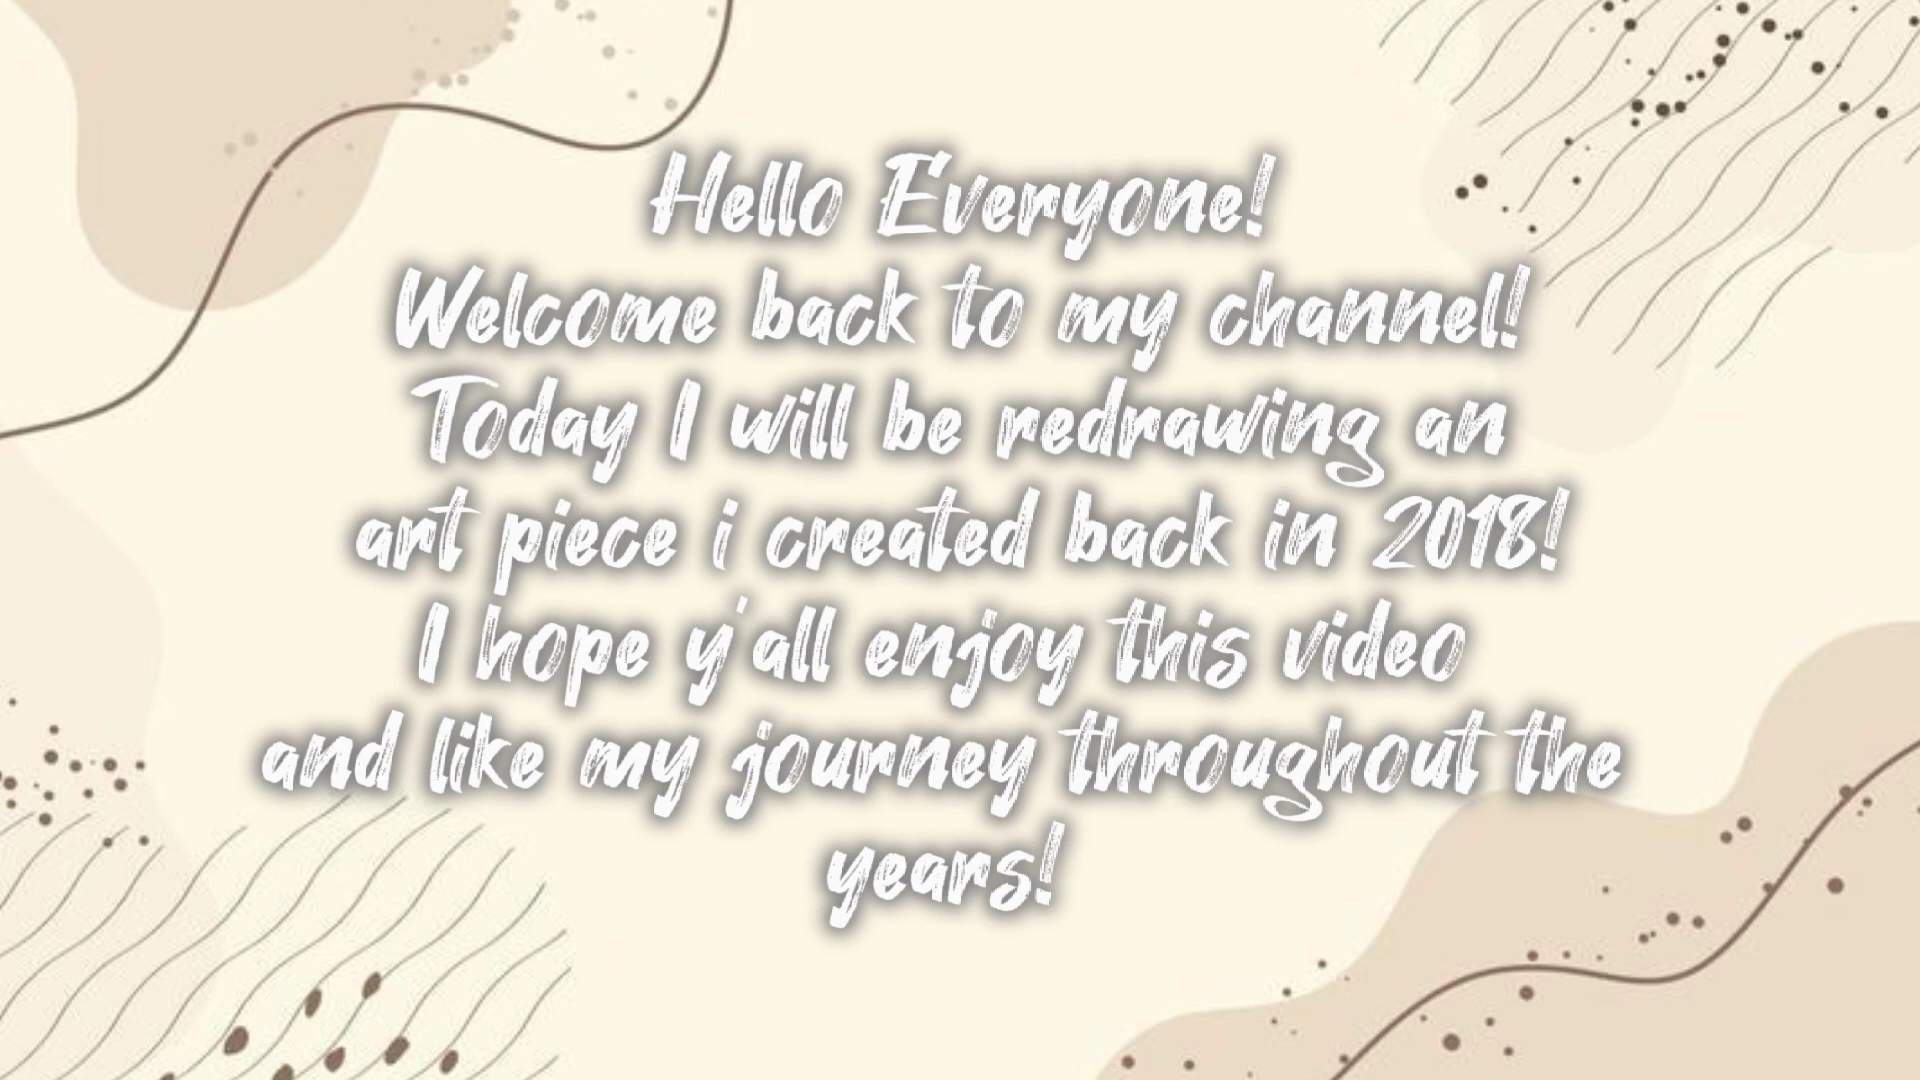 Hello Everyone!
Welcome back to my channel!
Today I will be redrawing an
art piece i created back in 2018!
I hope y'all enjoy this video
and like my journey throughout the
years!